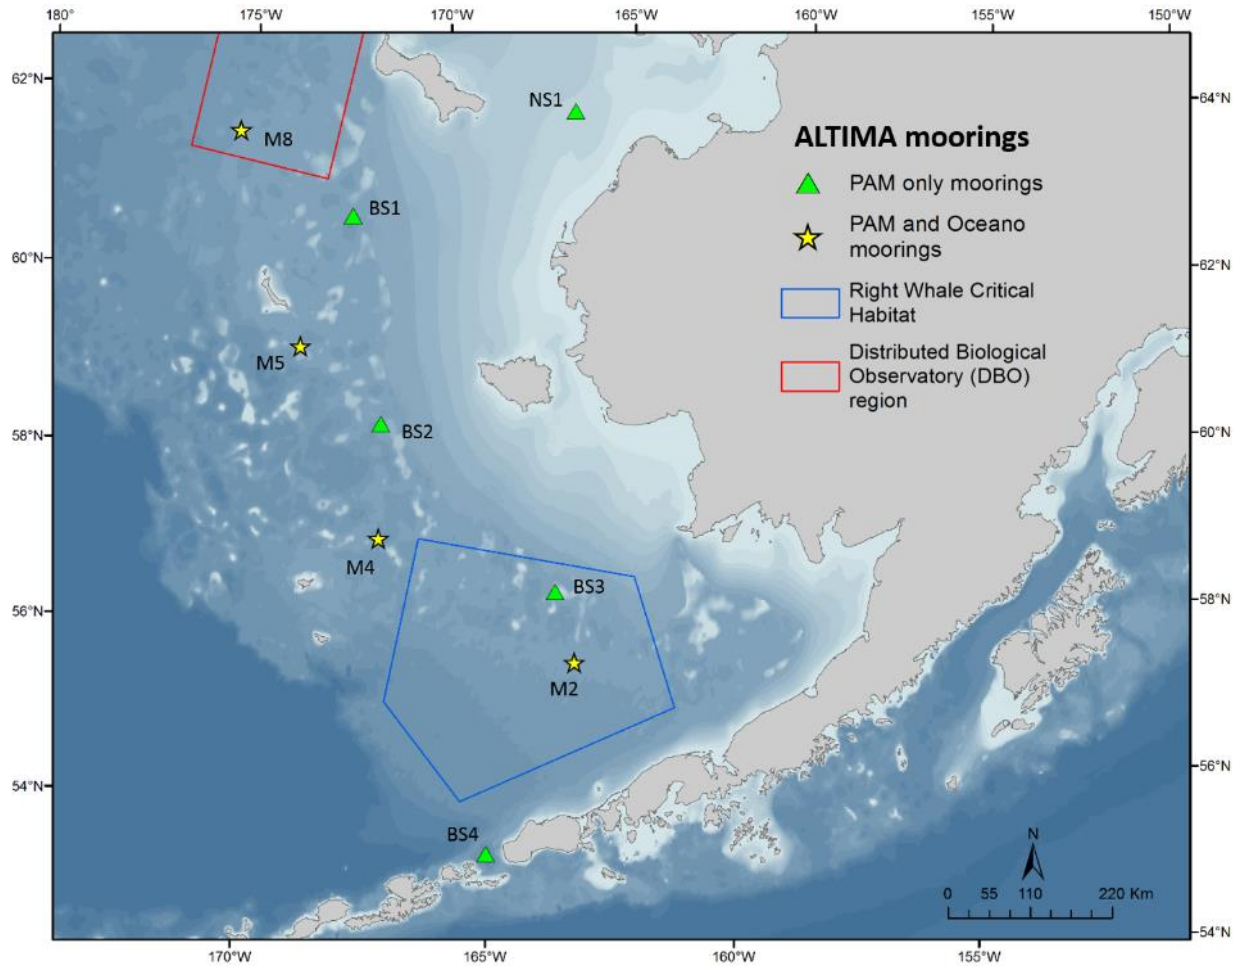 180°
175°W
170°W
165°W
160°W
155°W
150°W
62°N
NS1
64°N
M8
ALTIMA moorings
PAM only moorings
BS1
PAM and Oceano
moorings
60°N
62°N
Right Whale Critical
Habitat
M5
Distributed Biological
Observatory (DBO)
region
58°N
BS2
60°N
M4
BS3
56°N
58°N
M2
54°N
56°N
BS4
N
0 55 110 220 Km
54°N
170°W
165°W
160°W
155°W